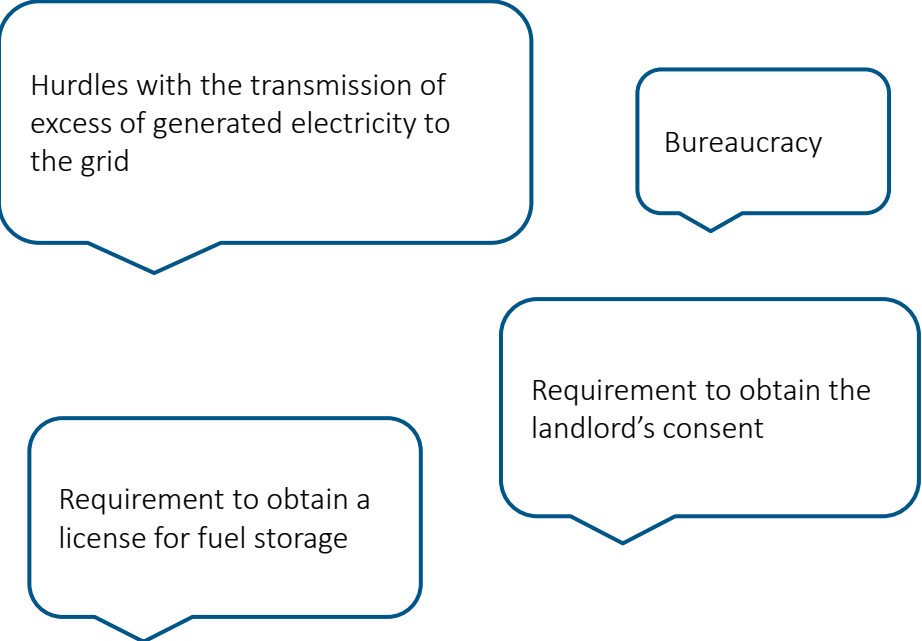 Hurdles with the transmission of
excess of generated electricity to
the grid
Bureaucracy
Requirement to obtain the
landlord’s consent
Requirement to obtain a
license for fuel storage